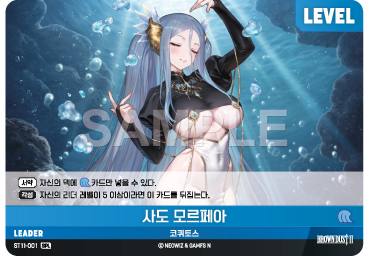 LEVEL
SAMPLE
서약 자신의 덱에 카드만 넣을 수 있다.
각성 자신의 리더 레벨이 5 이상이라면 이 카드를 뒤집는다.
사도 모르페아
LEADER
코퀴토스
ST11-001 SPL
© NEOWIZ & GAMFS N
BROWN DUST II